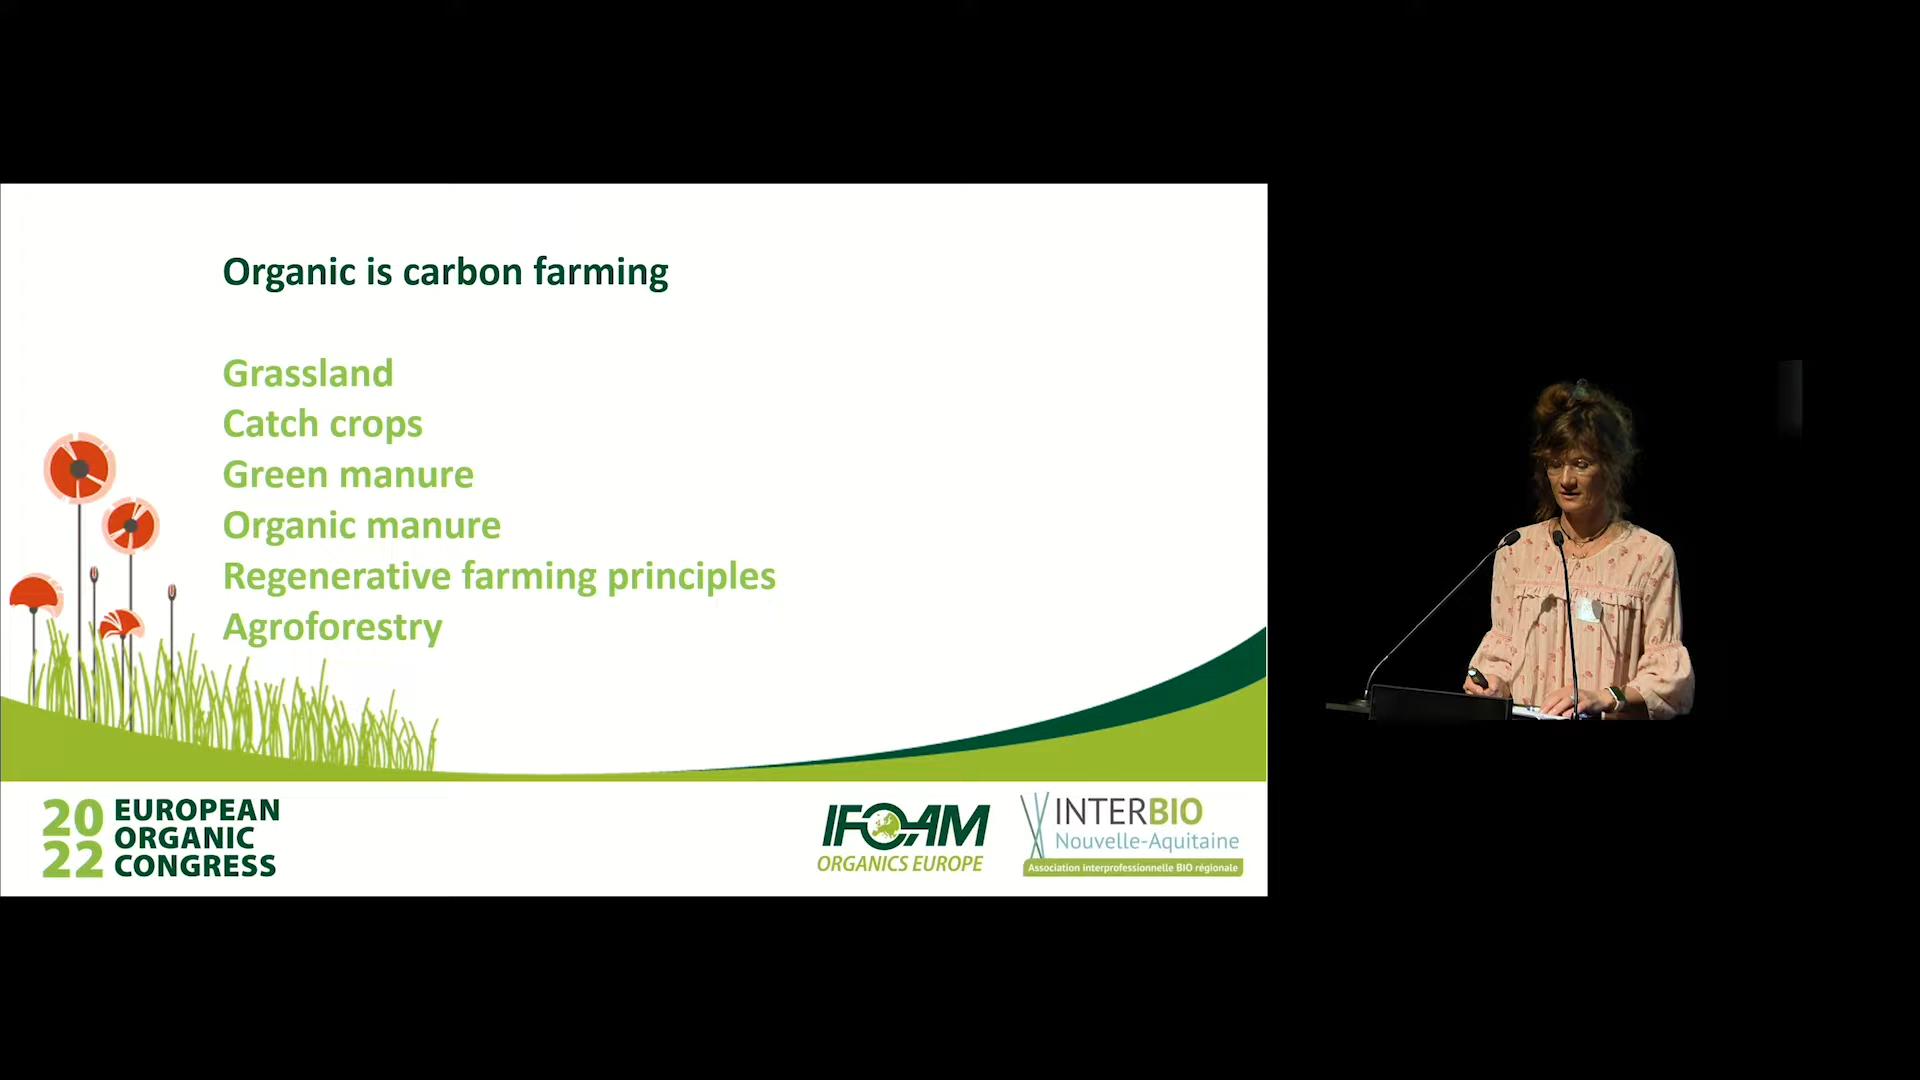 Organic is carbon farming
Grassland
Catch crops
Green manure
Organic manure
Regenerative farming principles
Agroforestry
20
22
EUROPEAN
ORGANIC
CONGRESS
IFOAM
ORGANICS EUROPE
INTERBIO
Nouvelle-Aquitaine
Association interprofessionnelle BIO régionale